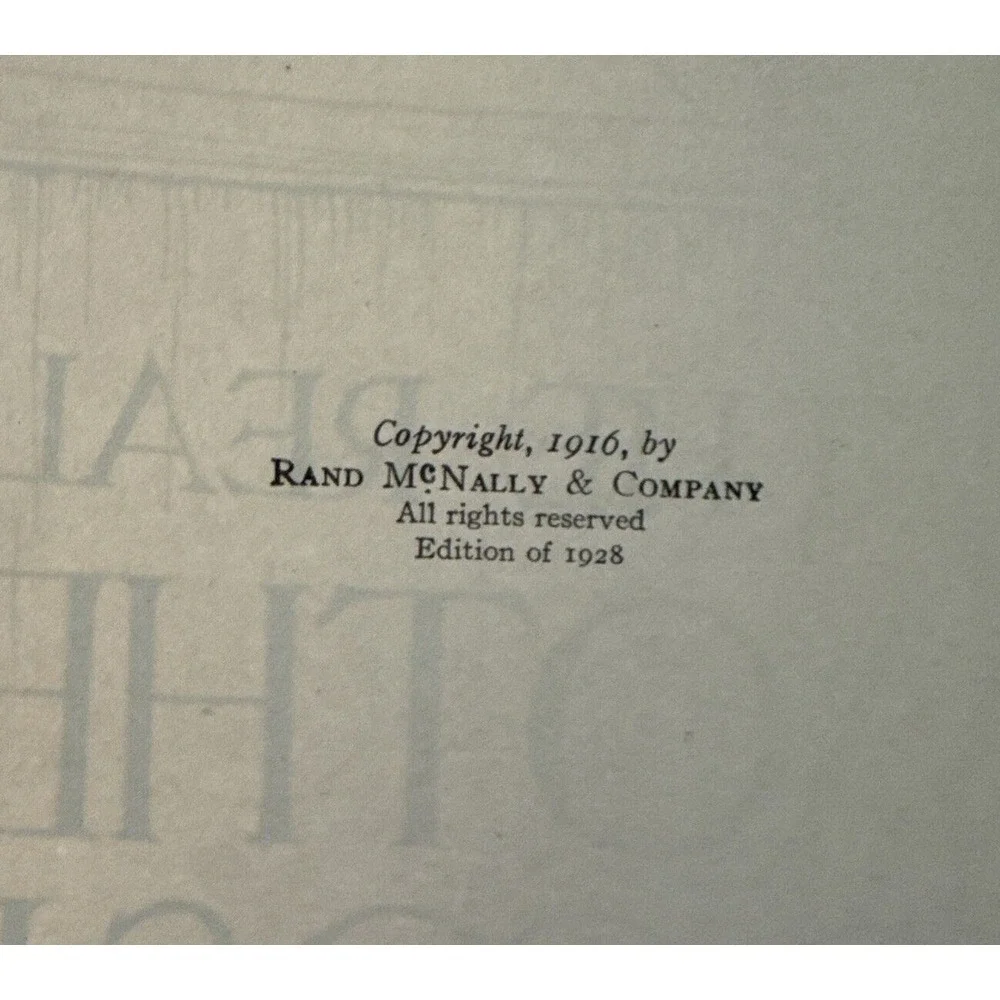 Copyright, 1916, by
RAND McNALLY & COMPANY
All rights reserved
Edition of 1928